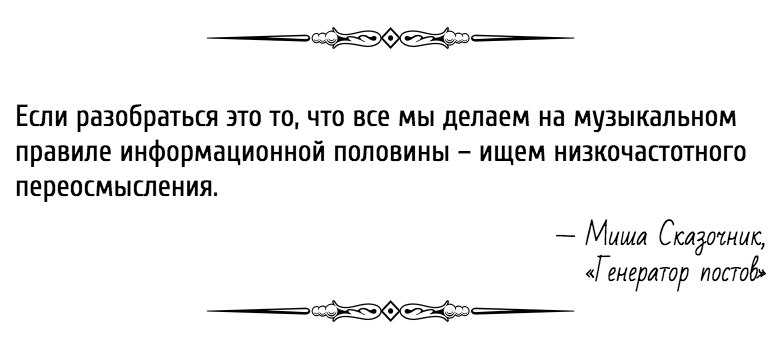 Если разобраться это то, что все мы делаем на музыкальном
правиле информационной половины – ищем низкочастотного
переосмысления.
— Миша Сказочник,
«Генератор постов»